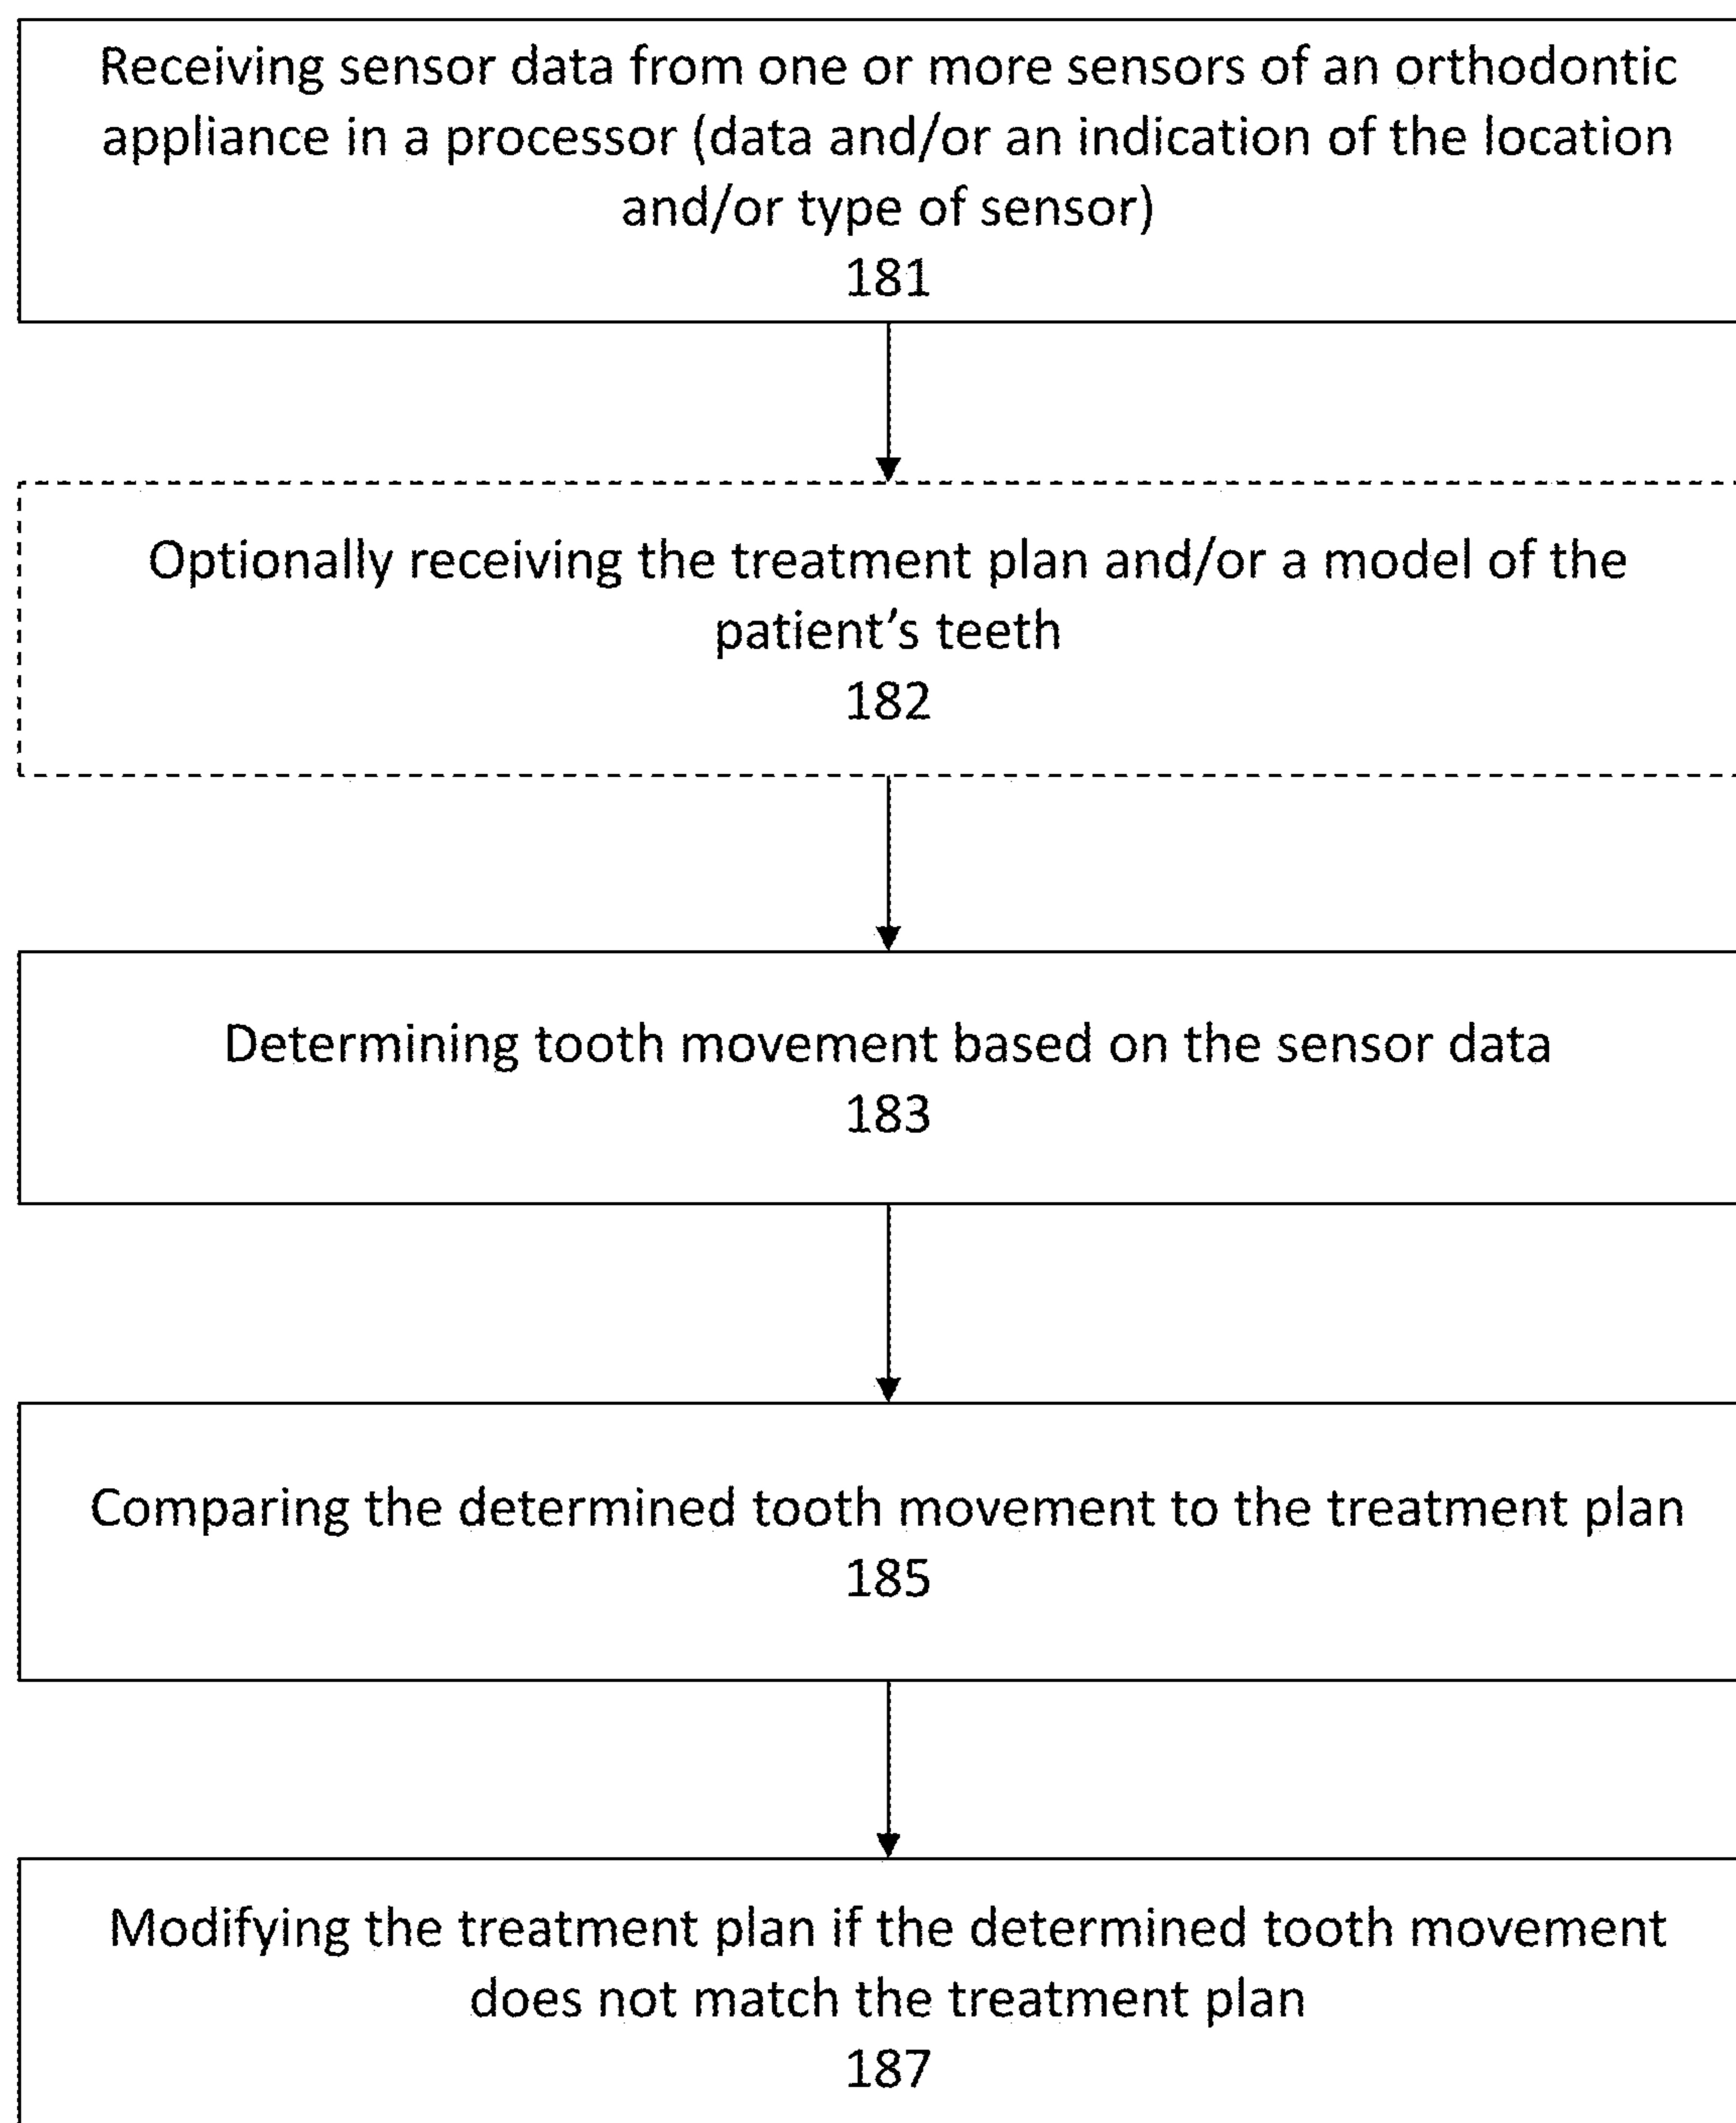 Receiving sensor data from one or more sensors of an orthodontic
appliance in a processor (data and/or an indication of the location
and/or type of sensor)
181
Optionally receiving the treatment plan and/or a model of the
patient’s teeth
182
Determining tooth movement based on the sensor data
183
Comparing the determined tooth movement to the treatment plan
185
Modifying the treatment plan if the determined tooth movement
does not match the treatment plan
187